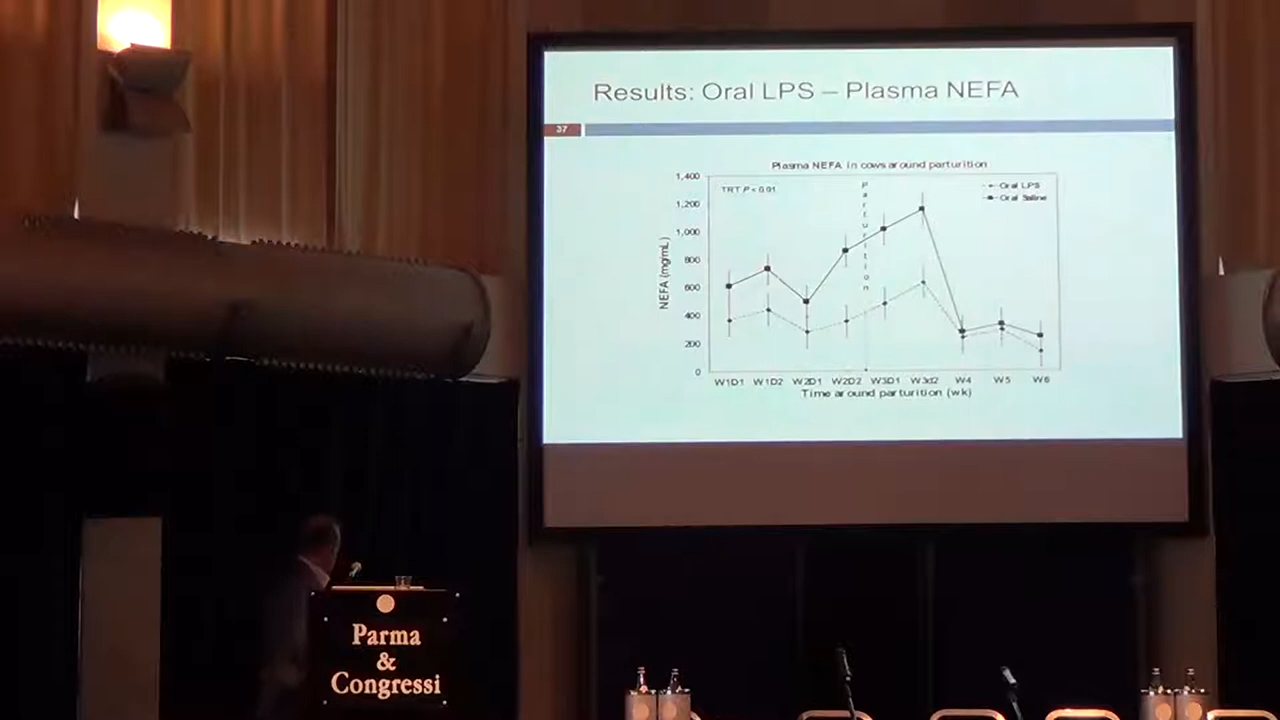 Results: Oral LPS – Plasma NEFA
37
Plasma NEFA in cows around parturition
TRT P < 0.01
Parturition
Oral LPS
Oral Saline
NEFA (mg/mL)
1,400
1,200
1,000
800
600
400
200
0
W1D1 W1D2 W2D1 W2D2 W3D1 W3d2 W4 W5 W6
Time around parturition (wk)
Parma
&
Congressi